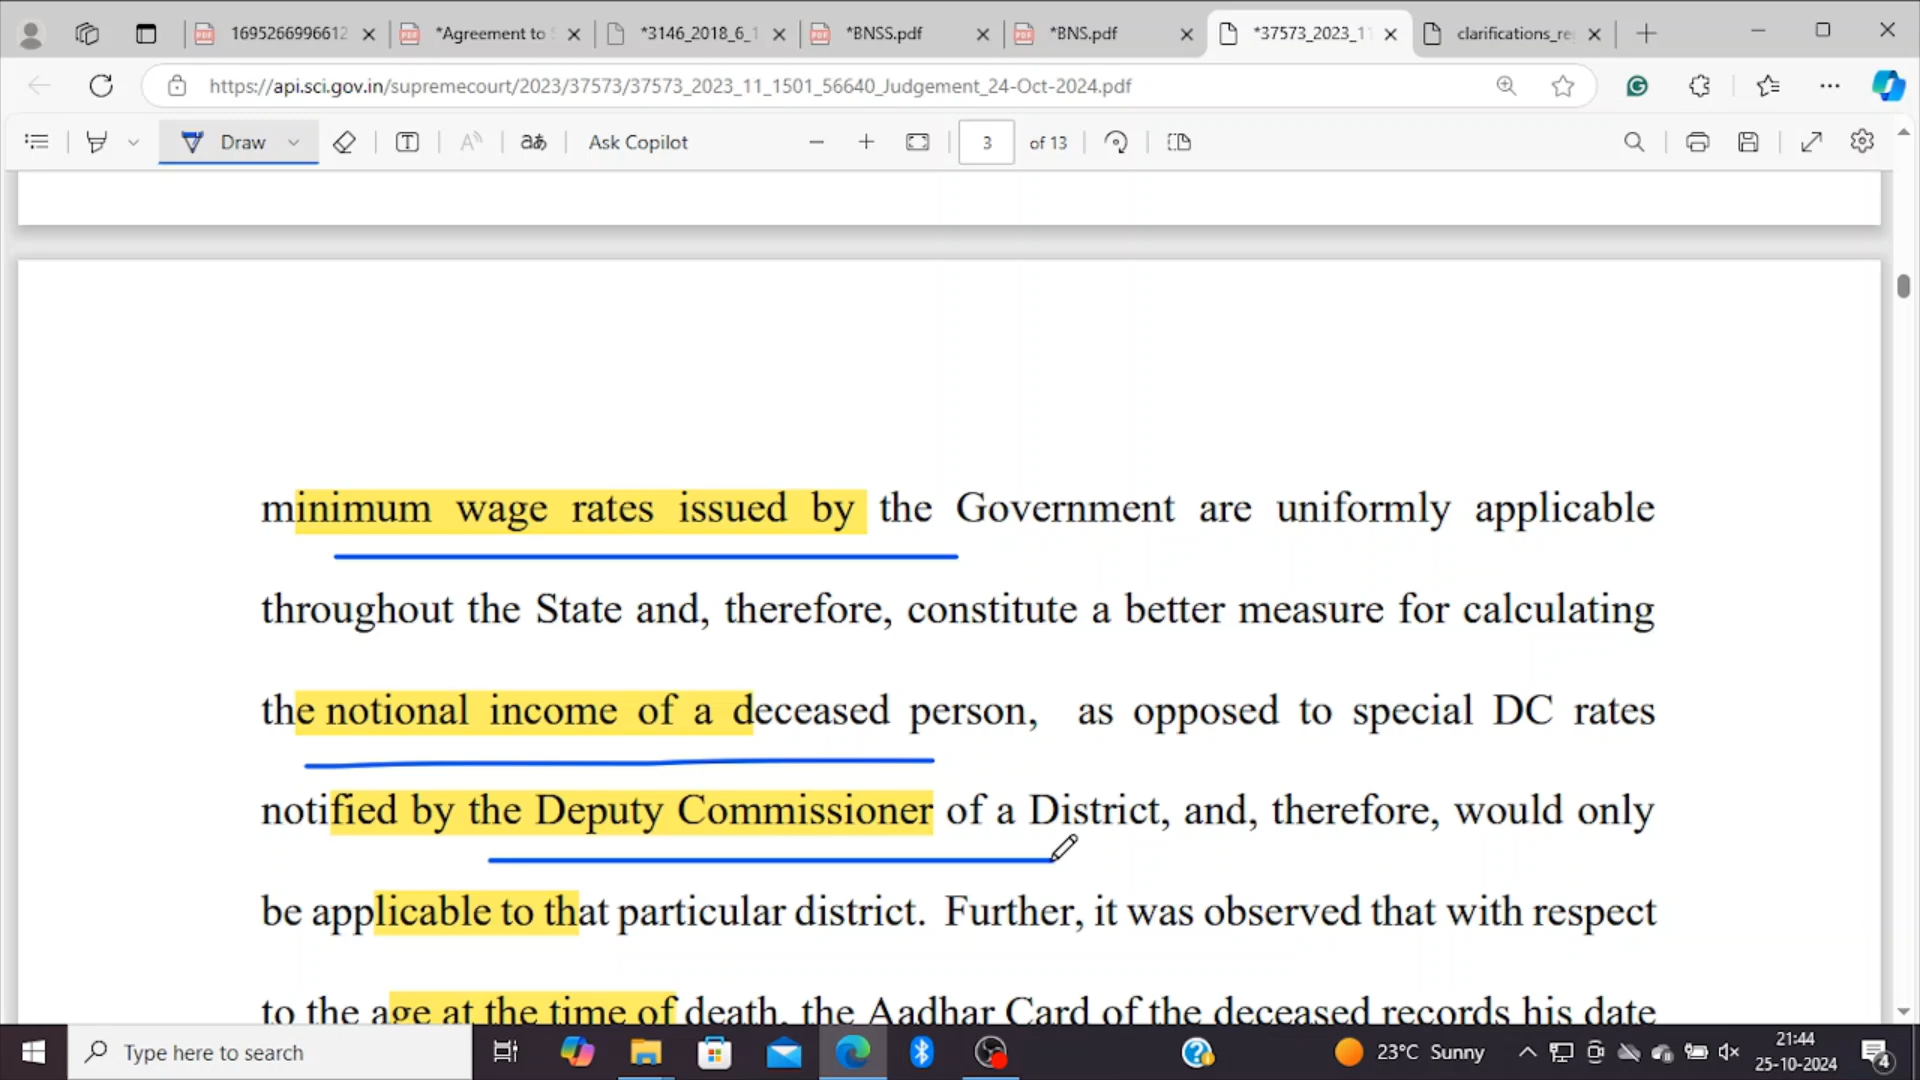 1695266996612
*Agreement to
*3146_2018_6_1
*BNSS.pdf
*BNS.pdf
*37573_2023_11
clarifications_re
https://api.sci.gov.in/supremecourt/2023/37573/37573_2023_11_1501_56640_Judgement_24-Oct-2024.pdf
Draw
Ask Copilot
3 of 13
minimum wage rates issued by the Government are uniformly applicable
throughout the State and, therefore, constitute a better measure for calculating
the notional income of a deceased person, as opposed to special DC rates
notified by the Deputy Commissioner of a District, and, therefore, would only
be applicable to that particular district. Further, it was observed that with respect
to the age at the time of death, the Aadhar Card of the deceased records his date
Type here to search
23°C Sunny
21:44
25-10-2024
4